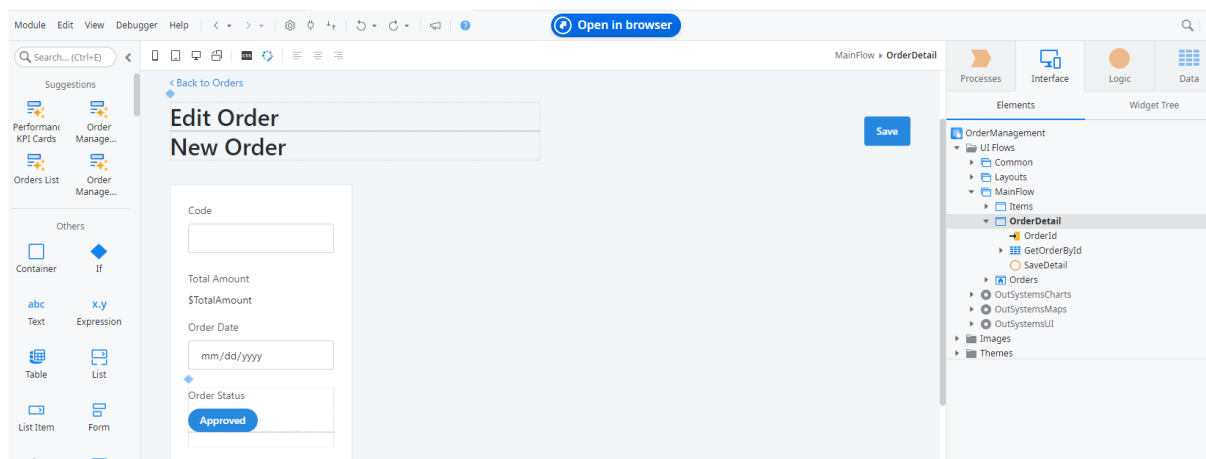 Module Edit View Debugger Help
Open in browser
Search... (Ctrl+E)
MainFlow OrderDetail
Processes Interface Logic Data
Suggestions
Back to Orders
Elements Widget Tree
Performanc
KPI Cards
Order
Manage...
Edit Order
New Order
Save
Orders List
Order
Manage...
OrderManagement
UI Flows
Common
Layouts
MainFlow
Items
OrderDetail
OrderId
GetOrderById
SaveDetail
Orders
OutSystemsCharts
OutSystemsMaps
OutSystemsUI
Images
Themes
Others
Container If
abc x.y
Text Expression
Table List
List Item Form
Code
Total Amount
$TotalAmount
Order Date
mm/dd/yyyy
Order Status
Approved